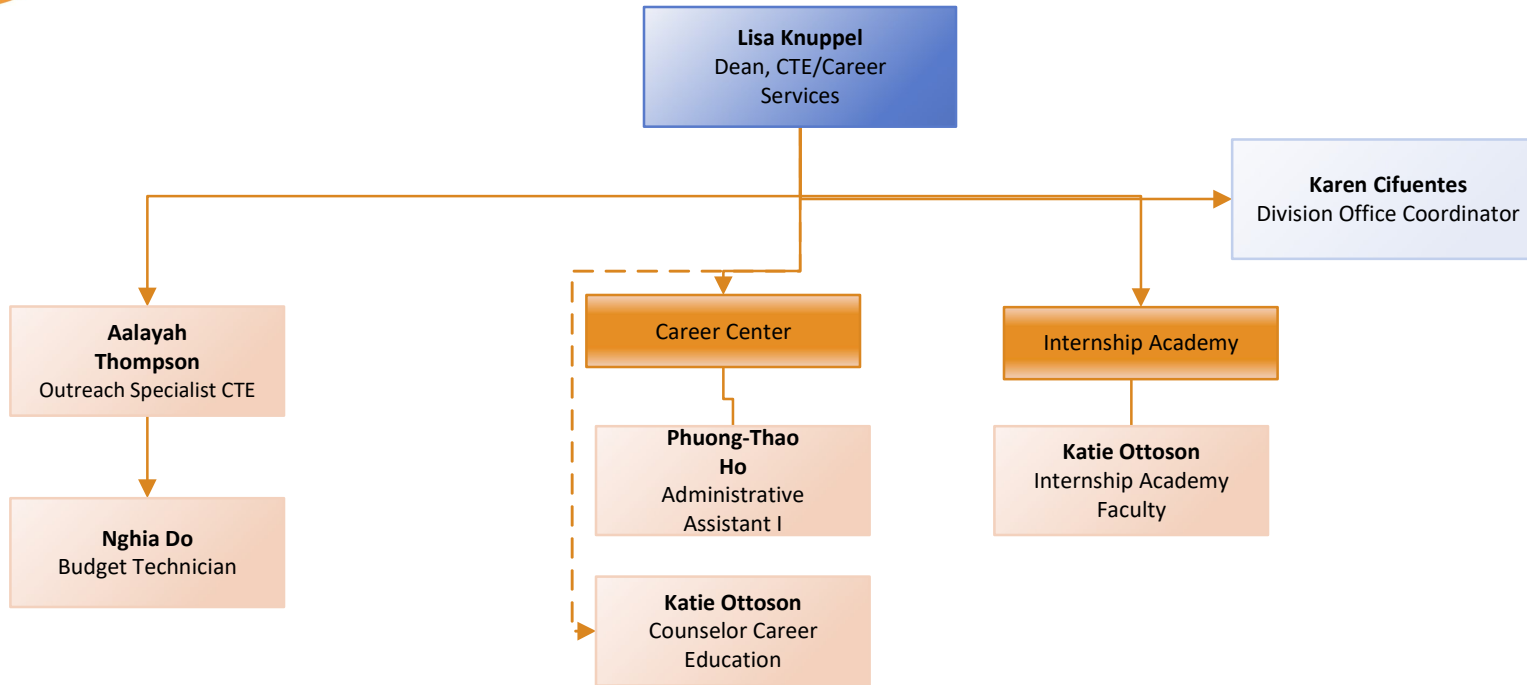 Lisa Knuppel
Dean, CTE/Career
Services
Karen Cifuentes
Division Office Coordinator
Aalayah
Thompson
Outreach Specialist CTE
Career Center
Internship Academy
Phuong-Thao
Ho
Administrative
Assistant I
Katie Ottoson
Internship Academy
Faculty
Nghia Do
Budget Technician
Katie Ottoson
Counselor Career
Education